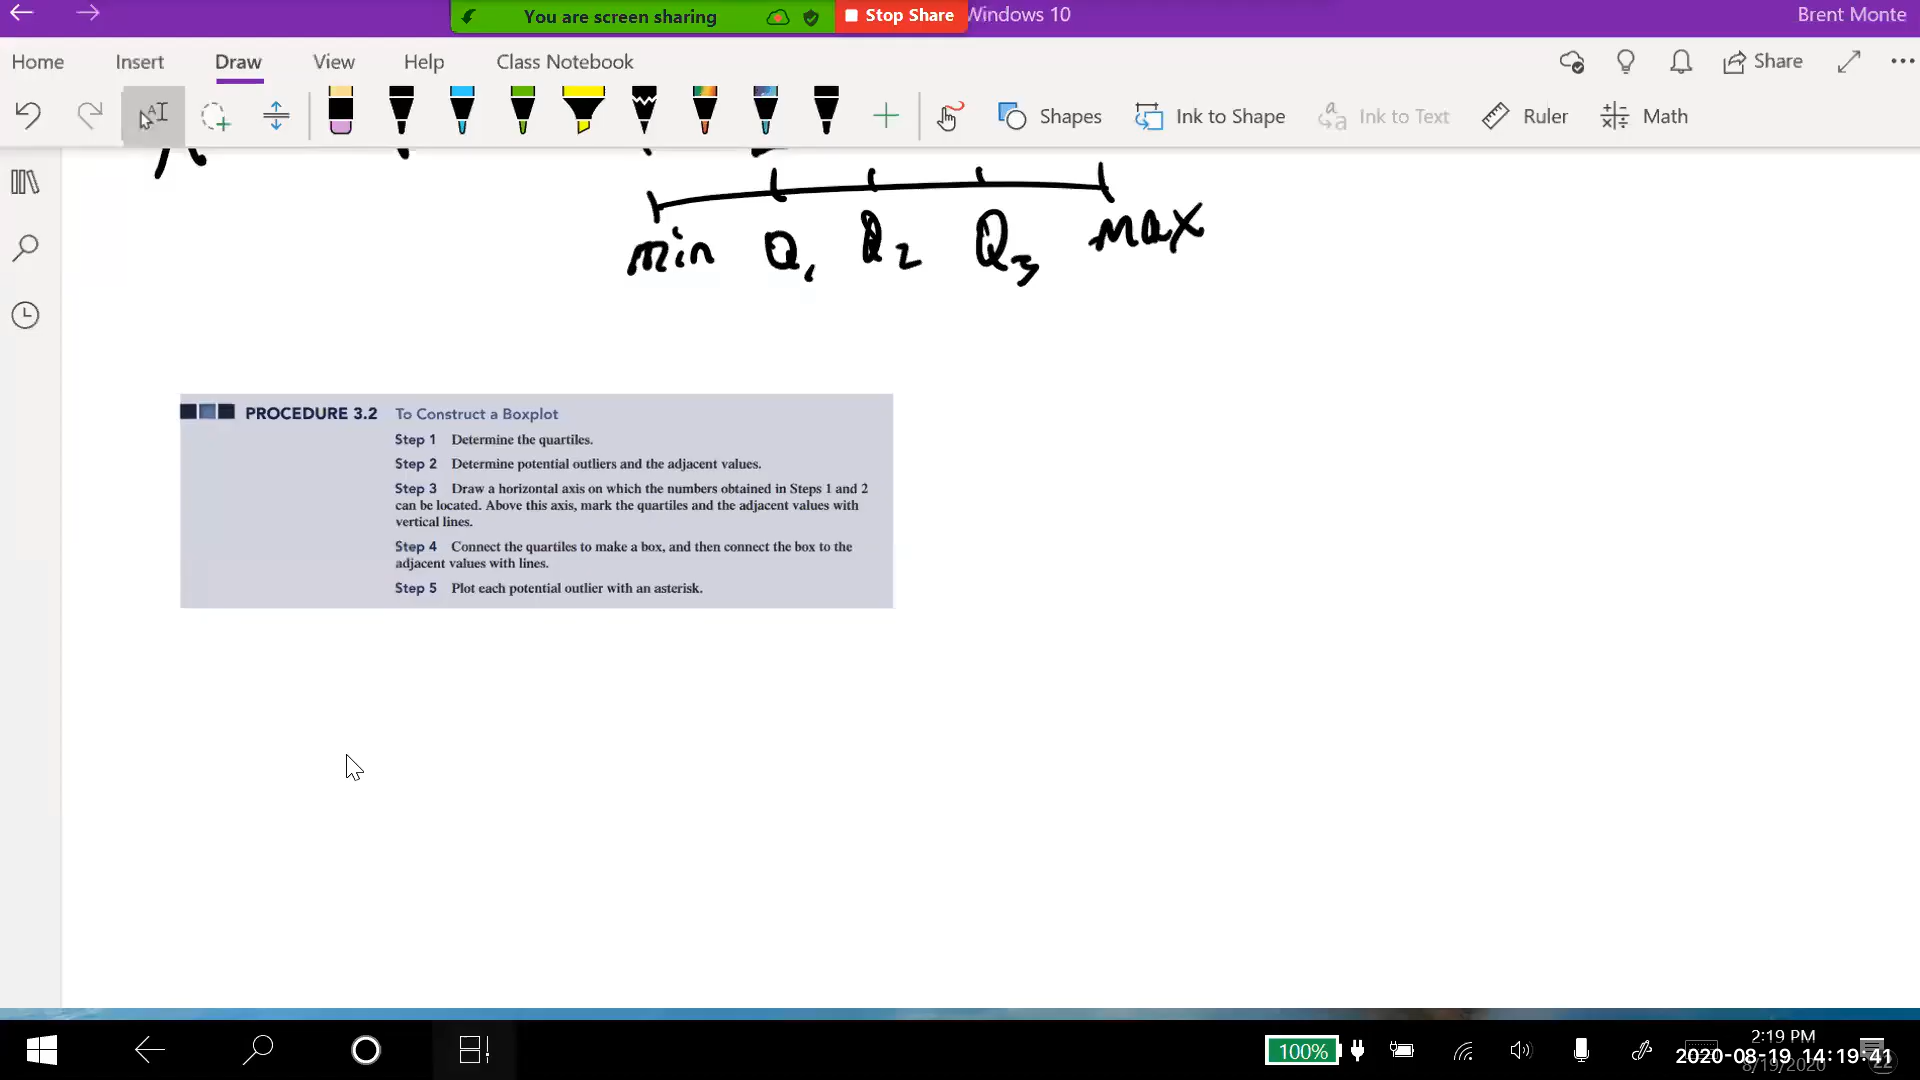 You are screen sharing
Stop Share
Windows 10
Brent Monte
Home Insert Draw View Help Class Notebook
Share
Shapes Ink to Shape Ink to Text Ruler Math
min Q1 Q2 Q3 max
PROCEDURE 3.2 To Construct a Boxplot
Step 1 Determine the quartiles.
Step 2 Determine potential outliers and the adjacent values.
Step 3 Draw a horizontal axis on which the numbers obtained in Steps 1 and 2
can be located. Above this axis, mark the quartiles and the adjacent values with
vertical lines.
Step 4 Connect the quartiles to make a box, and then connect the box to the
adjacent values with lines.
Step 5 Plot each potential outlier with an asterisk.
100%
2:19 PM
2020-08-19 14:19:41
8/19/2020
22